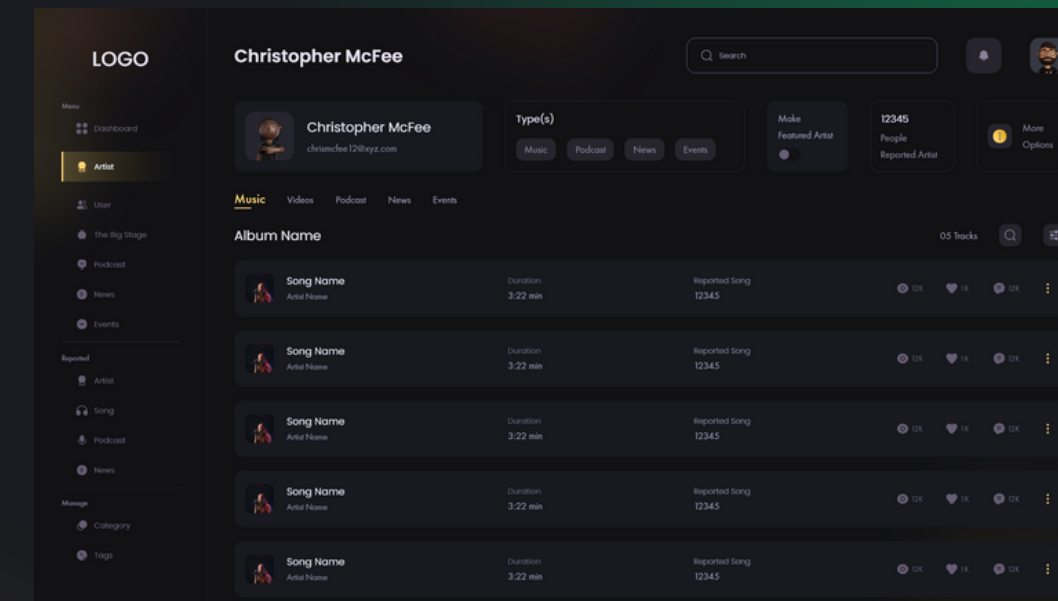 LOGO
Menu
Dashboard
Artist
User
The Big Stage
Podcast
News
Events
Reported
Artist
Song
Podcast
News
Manage
Category
Tags
Christopher McFee
Search
Christopher McFee
chrismcfee12@xyz.com
Type(s)
Music Podcast News Events
Make
Featured Artist
12345
People
Reported Artist
More
Options
Music Videos Podcast News Events
Album Name
05 Tracks
Song Name
Artist Name
Duration
3:22 min
Reported Song
12345
12K 1K 12K
Song Name
Artist Name
Duration
3:22 min
Reported Song
12345
12K 1K 12K
Song Name
Artist Name
Duration
3:22 min
Reported Song
12345
12K 1K 12K
Song Name
Artist Name
Duration
3:22 min
Reported Song
12345
12K 1K 12K
Song Name
Artist Name
Duration
3:22 min
Reported Song
12345
12K 1K 12K